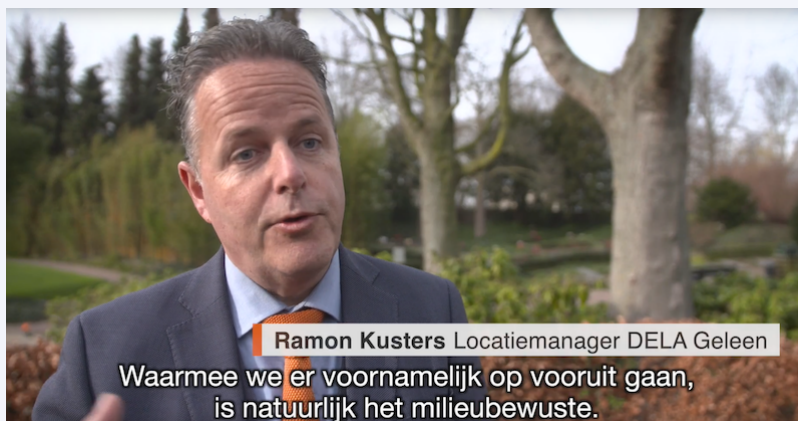 Ramon Kusters Locatiemanager DELA Geleen
Waarmee we er voornamelijk op vooruit gaan,
is natuurlijk het milieubewuste.